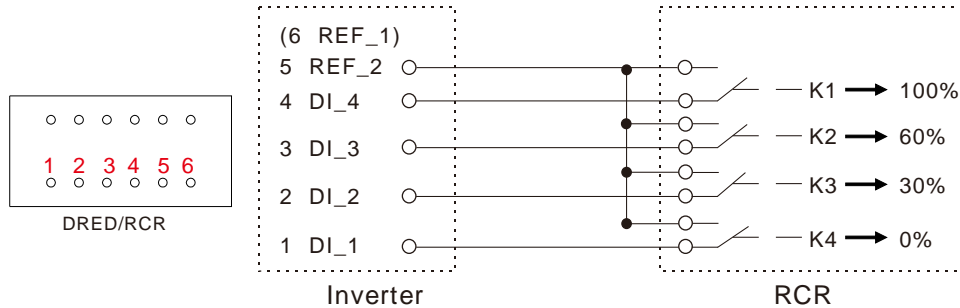 (6 REF_1)
5 REF_2
4 DI_4
K1 100%
3 DI_3
K2 60%
2 DI_2
K3 30%
1 DI_1
K4 0%
1 2 3 4 5 6
DRED/RCR
Inverter
RCR